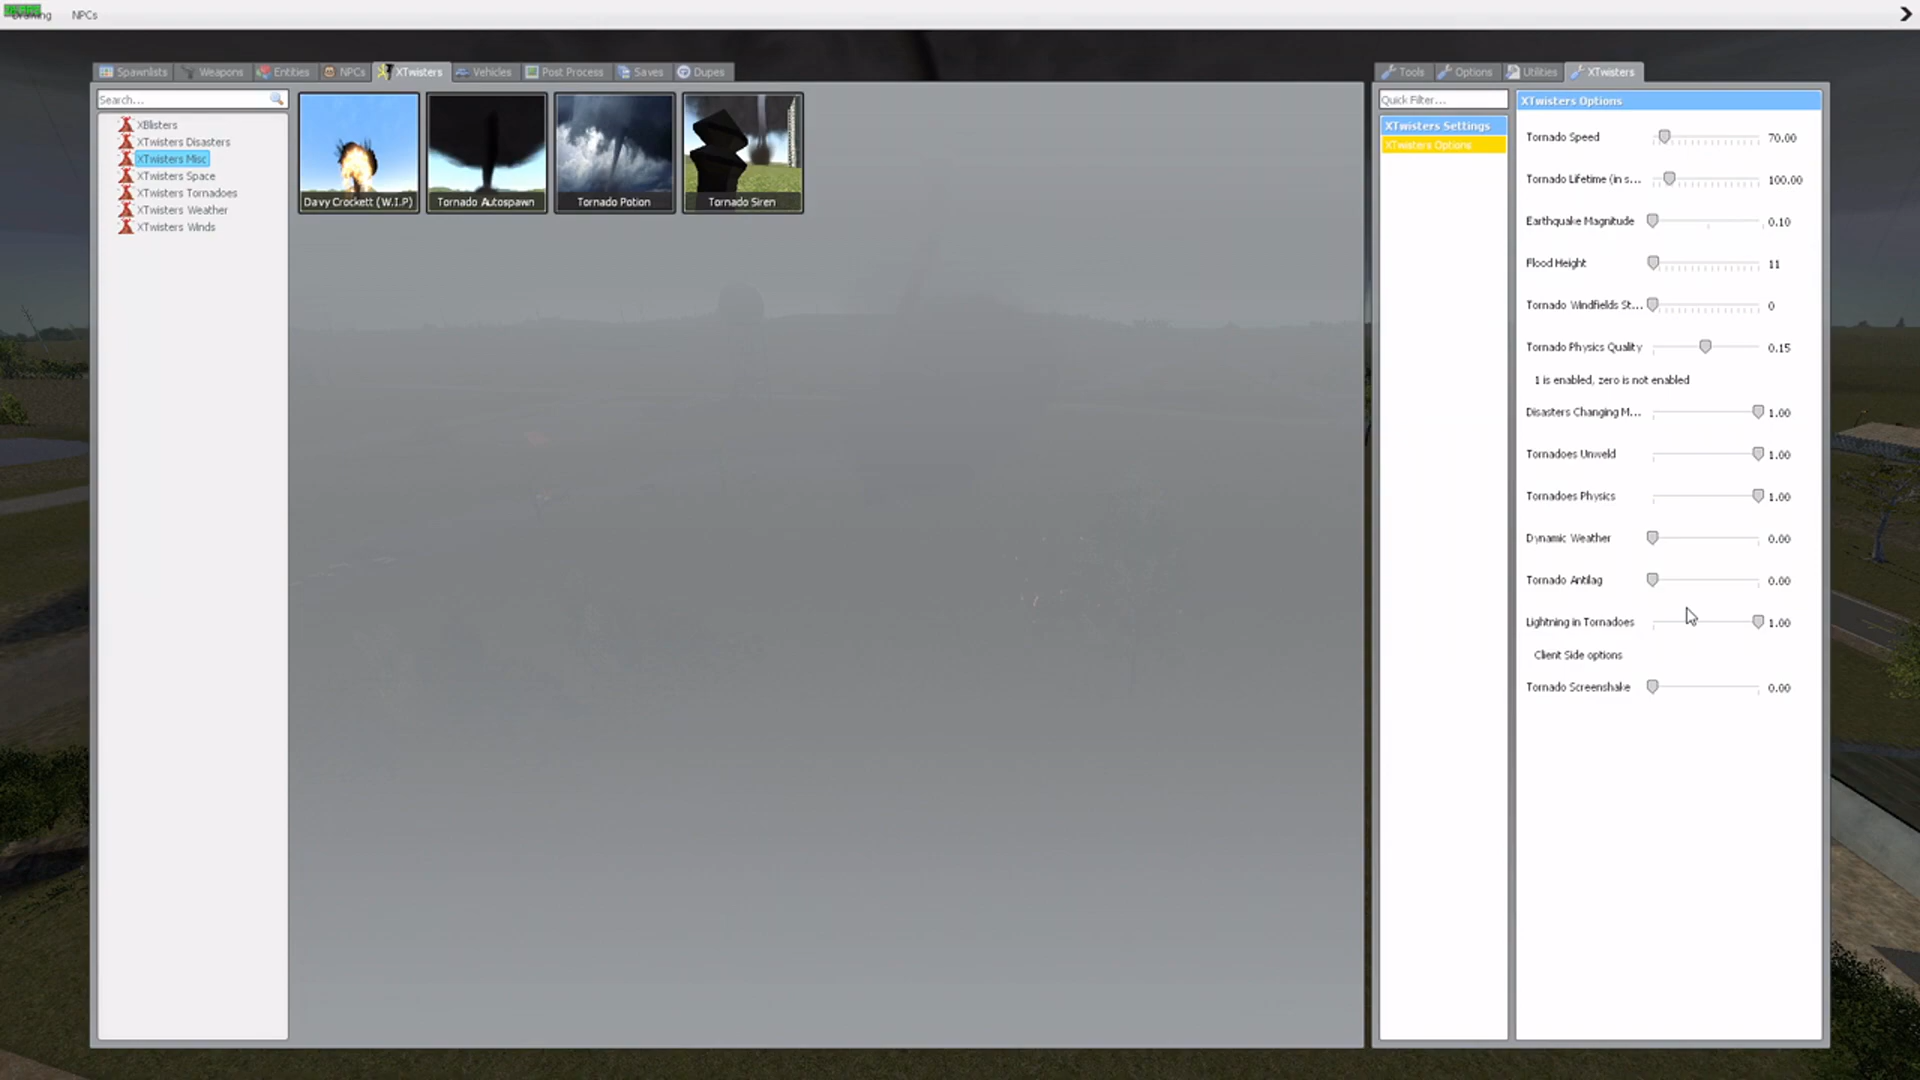 Drawing NPCs
Spawnlists Weapons Entities NPCs XTwisters Vehicles Post Process Saves Dupes
Search...
XBlisters
XTwisters Disasters
XTwisters Misc
XTwisters Space
XTwisters Tornadoes
XTwisters Weather
XTwisters Winds
Davy Crockett (W.I.P) Tornado Autospawn Tornado Potion Tornado Siren
Tools Options Utilities XTwisters
Quick Filter...
XTwisters Settings
XTwisters Options
XTwisters Options
Tornado Speed 70.00
Tornado Lifetime (in s... 100.00
Earthquake Magnitude 0.10
Flood Height 11
Tornado Windfields St... 0
Tornado Physics Quality 0.15
1 is enabled, zero is not enabled
Disasters Changing M... 1.00
Tornadoes Unweld 1.00
Tornadoes Physics 1.00
Dynamic Weather 0.00
Tornado Antilag 0.00
Lightning in Tornadoes 1.00
Client Side options
Tornado Screenshake 0.00